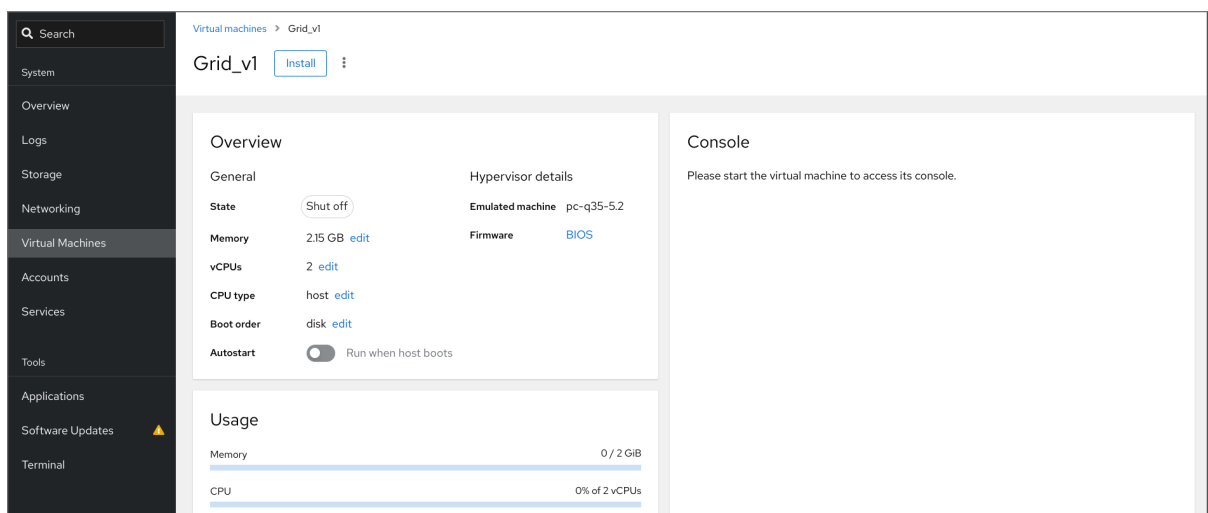 Search
System
Overview
Logs
Storage
Networking
Virtual Machines
Accounts
Services
Tools
Applications
Software Updates
Terminal
Virtual machines > Grid_v1
Grid_v1 Install
Overview
General
State Shut off
Memory 2.15 GB edit
vCPUs 2 edit
CPU type host edit
Boot order disk edit
Autostart Run when host boots
Hypervisor details
Emulated machine pc-q35-5.2
Firmware BIOS
Usage
Memory 0 / 2 GiB
CPU 0% of 2 vCPUs
Console
Please start the virtual machine to access its console.